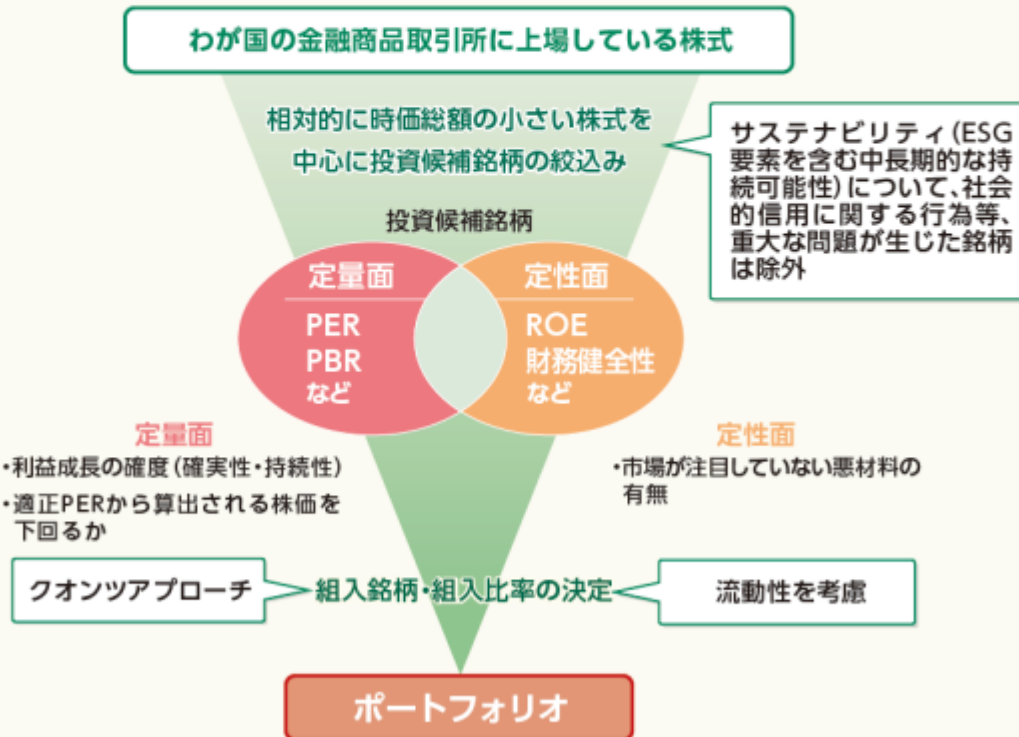 わが国の金融商品取引所に上場している株式
相対的に時価総額の小さい株式を
中心に投資候補銘柄の絞込み
サステナビリティ(ESG
要素を含む中長期的な持
続可能性)について、社会
的信用に関する行為等、
重大な問題が生じた銘柄
は除外
投資候補銘柄
定量面
PER
PBR
など
定性面
ROE
財務健全性
など
定量面
・利益成長の確度(確実性・持続性)
・適正PERから算出される株価を
下回るか
定性面
・市場が注目していない悪材料の
有無
クオンツアプローチ
組入銘柄・組入比率の決定
流動性を考慮
ポートフォリオ